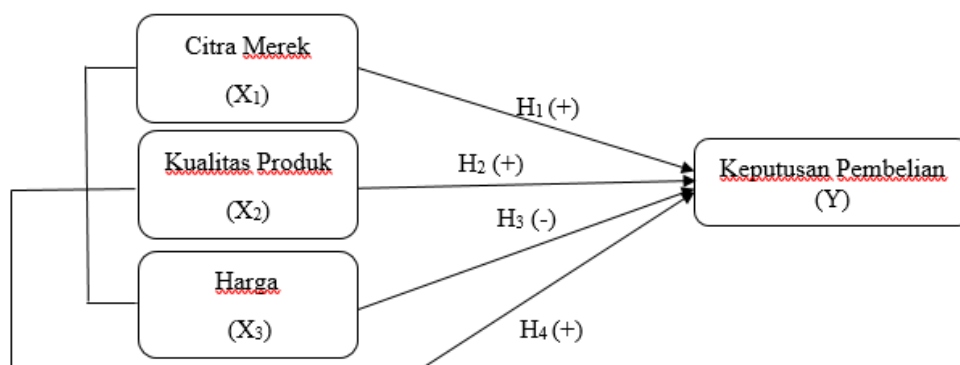 Citra Merek
(X1)
H1 (+)
Kualitas Produk
(X2)
H2 (+)
Keputusan Pembelian
(Y)
H3 (-)
Harga
(X3)
H4 (+)